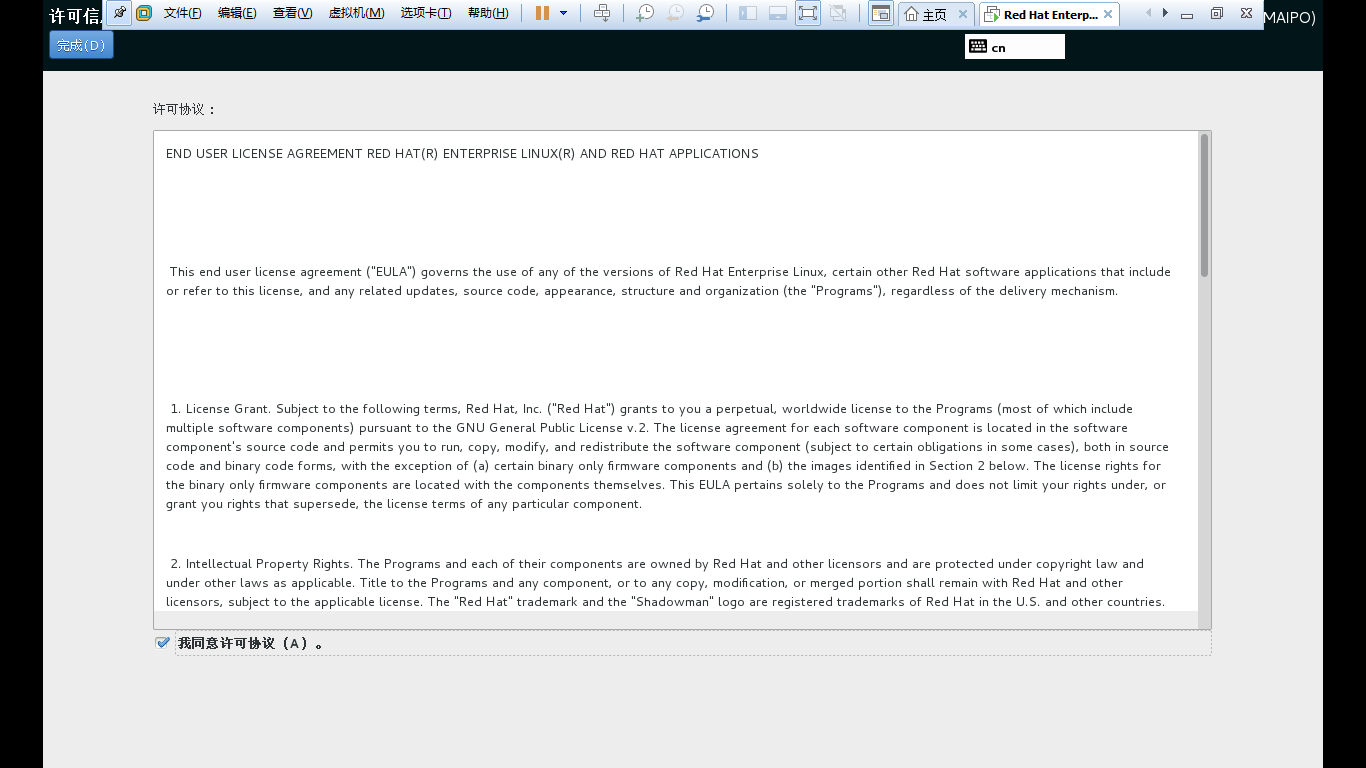 许可信
文件(F) 编辑(E) 查看(V) 虚拟机(M) 选项卡(T) 帮助(H) 主页 Red Hat Enterp...
MAIPO)
完成(D)
cn
许可协议：
END USER LICENSE AGREEMENT RED HAT(R) ENTERPRISE LINUX(R) AND RED HAT APPLICATIONS
This end user license agreement ("EULA") governs the use of any of the versions of Red Hat Enterprise Linux, certain other Red Hat software applications that include
or refer to this license, and any related updates, source code, appearance, structure and organization (the "Programs"), regardless of the delivery mechanism.
1. License Grant. Subject to the following terms, Red Hat, Inc. ("Red Hat") grants to you a perpetual, worldwide license to the Programs (most of which include
multiple software components) pursuant to the GNU General Public License v.2. The license agreement for each software component is located in the software
component's source code and permits you to run, copy, modify, and redistribute the software component (subject to certain obligations in some cases), both in source
code and binary code forms, with the exception of (a) certain binary only firmware components and (b) the images identified in Section 2 below. The license rights for
the binary only firmware components are located with the components themselves. This EULA pertains solely to the Programs and does not limit your rights under, or
grant you rights that supersede, the license terms of any particular component.
2. Intellectual Property Rights. The Programs and each of their components are owned by Red Hat and other licensors and are protected under copyright law and
under other laws as applicable. Title to the Programs and any component, or to any copy, modification, or merged portion shall remain with Red Hat and other
licensors, subject to the applicable license. The "Red Hat" trademark and the "Shadowman" logo are registered trademarks of Red Hat in the U.S. and other countries.
我同意许可协议（A）。